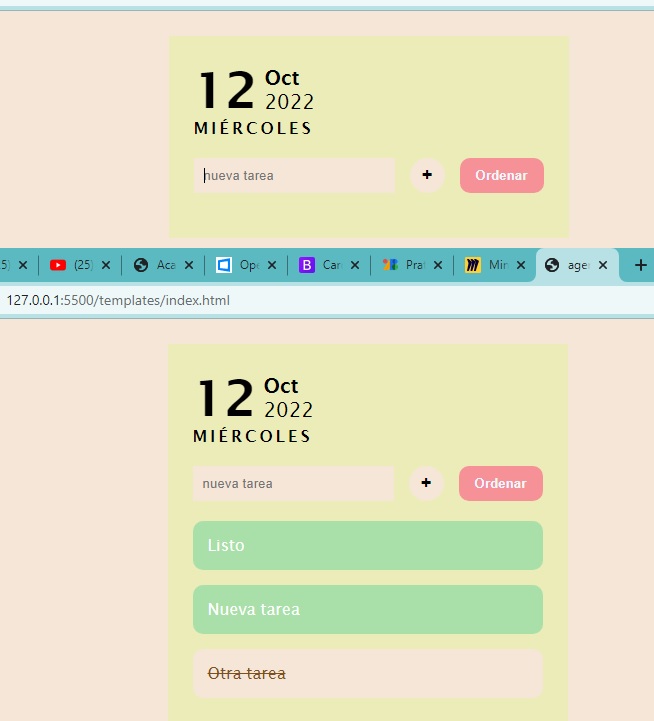 12 Oct
2022
MIÉRCOLES
nueva tarea + Ordenar
5) (25) Aca Ope B Car Pra Mir age +
127.0.0.1:5500/templates/index.html
12 Oct
2022
MIÉRCOLES
nueva tarea + Ordenar
Listo
Nueva tarea
Otra tarea